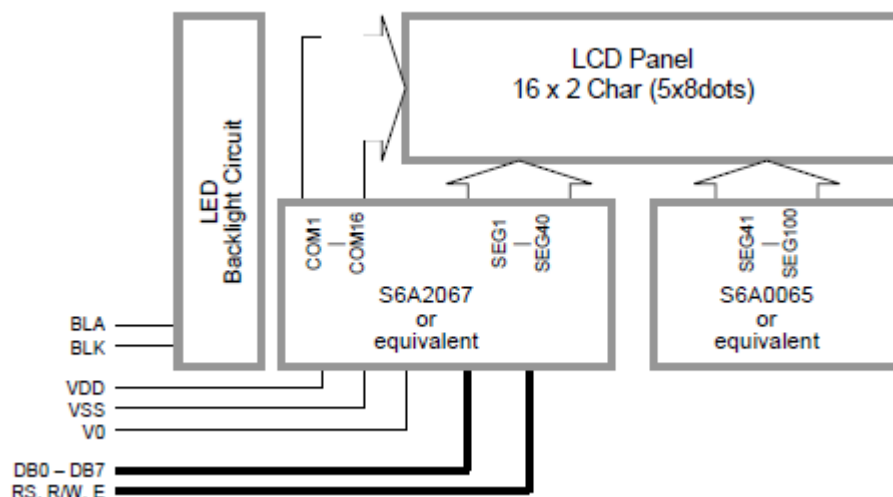 LCD Panel
16 x 2 Char (5x8dots)
LED
Backlight Circuit
COM1
—
COM16
SEG1
—
SEG40
SEG41
—
SEG100
S6A2067
or
equivalent
S6A0065
or
equivalent
BLA
BLK
VDD
VSS
V0
DB0 – DB7
RS, R/W, E